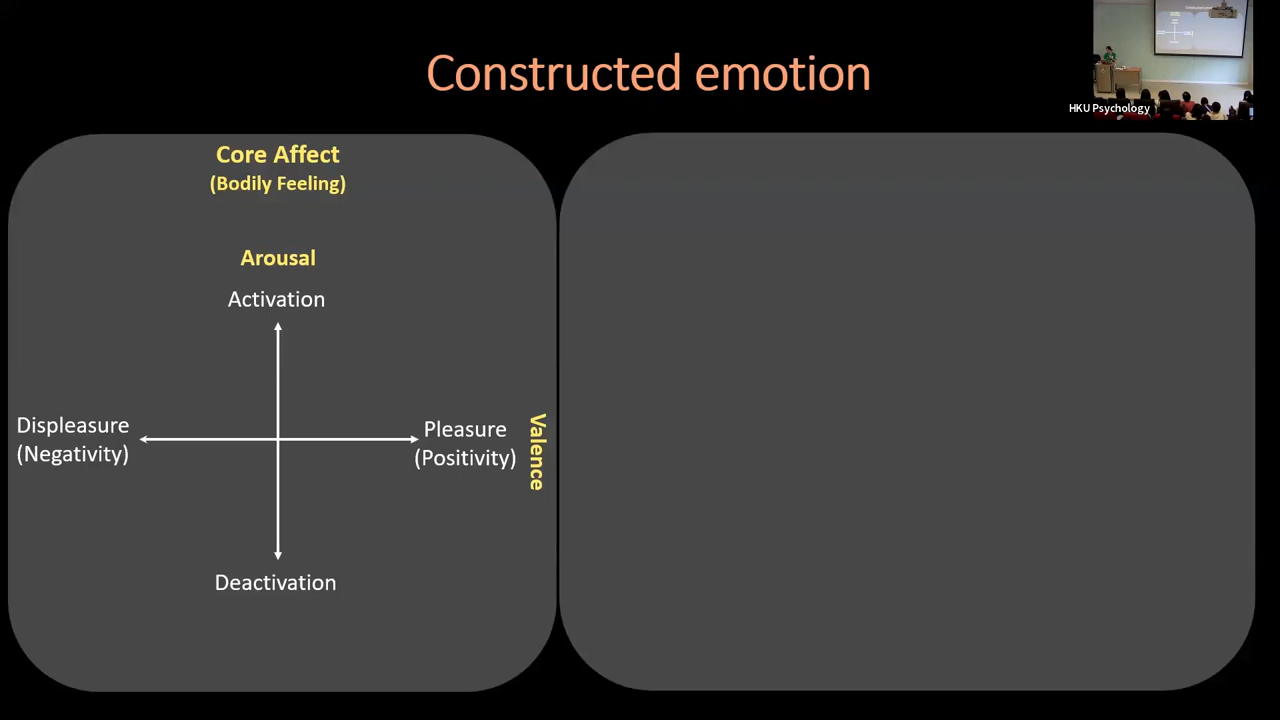 Constructed emotion
HKU Psychology
Core Affect
(Bodily Feeling)
Arousal
Activation
Displeasure
(Negativity)
Pleasure
(Positivity)
Valence
Deactivation